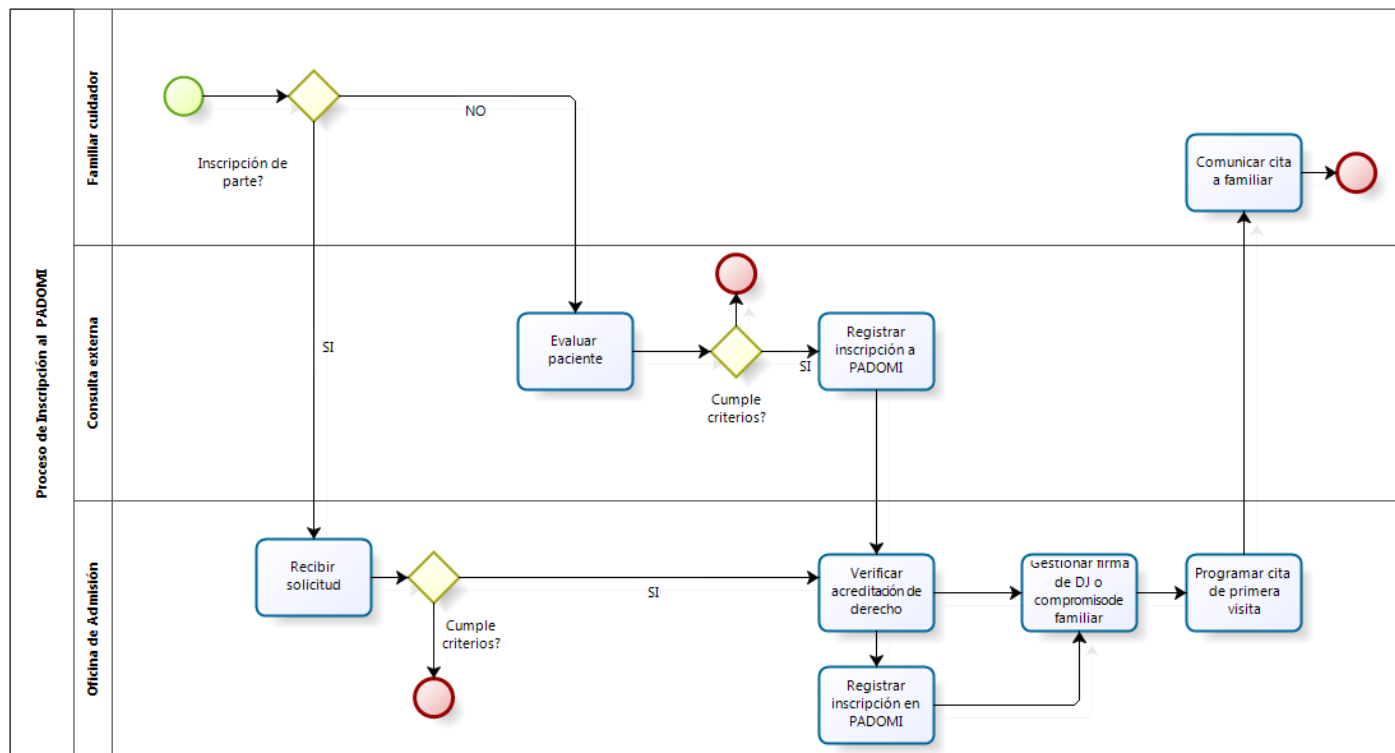 Proceso de Inscripción al PADOMI
Familiar cuidador
NO
Inscripción de
parte?
Comunicar cita
a familiar
Consulta externa
SI
Evaluar
paciente
SI
Cumple
criterios?
Registrar
inscripción a
PADOMI
Oficina de Admisión
Recibir
solicitud
SI
Cumple
criterios?
Verificar
acreditación de
derecho
Gestionar firma
de DJ o
compromisode
familiar
Programar cita
de primera
visita
Registrar
inscripción en
PADOMI